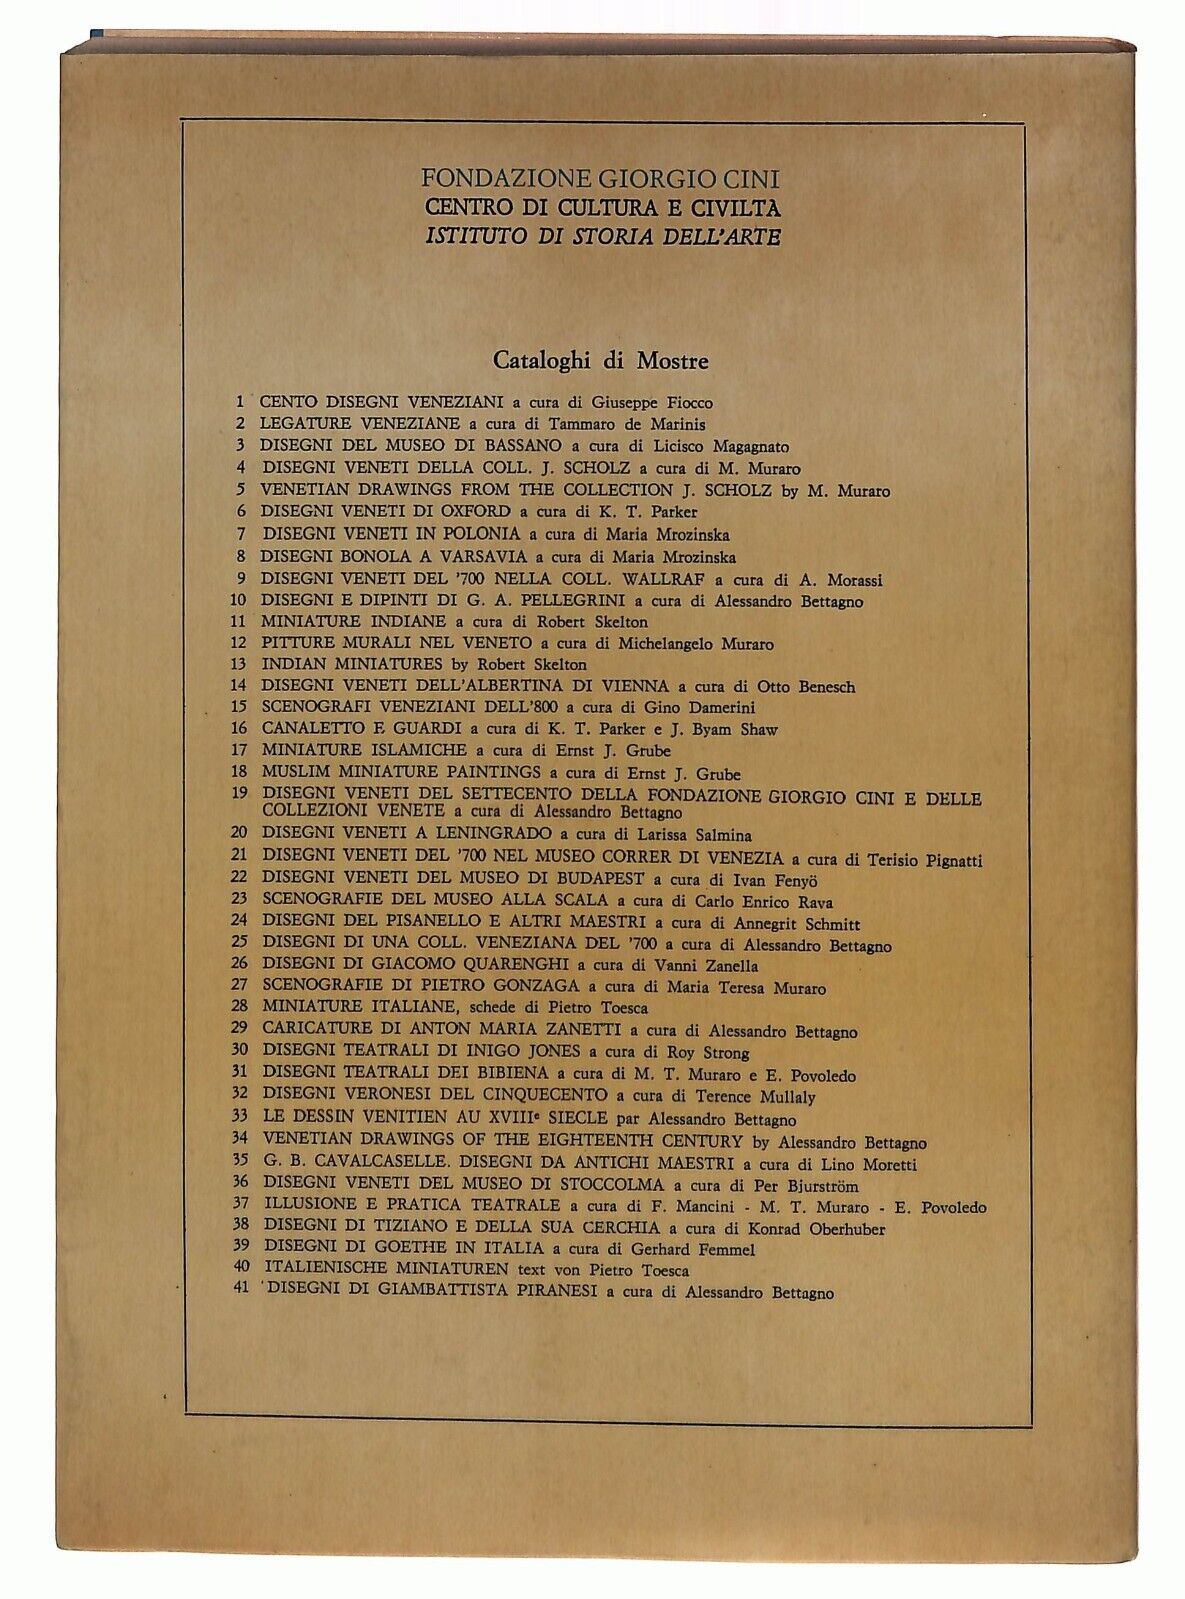 FONDAZIONE GIORGIO CINI
CENTRO DI CULTURA E CIVILTÀ
ISTITUTO DI STORIA DELL'ARTE
Cataloghi di Mostre
1 CENTO DISEGNI VENEZIANI a cura di Giuseppe Fiocco
2 LEGATURE VENEZIANE a cura di Tammaro de Marinis
3 DISEGNI DEL MUSEO DI BASSANO a cura di Licisco Magagnato
4 DISEGNI VENETI DELLA COLL. J. SCHOLZ a cura di M. Muraro
5 VENETIAN DRAWINGS FROM THE COLLECTION J. SCHOLZ by M. Muraro
6 DISEGNI VENETI DI OXFORD a cura di K. T. Parker
7 DISEGNI VENETI IN POLONIA a cura di Maria Mrozinska
8 DISEGNI BONOLA A VARSAVIA a cura di Maria Mrozinska
9 DISEGNI VENETI DEL '700 NELLA COLL. WALLRAF a cura di A. Morassi
10 DISEGNI E DIPINTI DI G. A. PELLEGRINI a cura di Alessandro Bettagno
11 MINIATURE INDIANE a cura di Robert Skelton
12 PITTURE MURALI NEL VENETO a cura di Michelangelo Muraro
13 INDIAN MINIATURES by Robert Skelton
14 DISEGNI VENETI DELL'ALBERTINA DI VIENNA a cura di Otto Benesch
15 SCENOGRAFI VENEZIANI DELL'800 a cura di Gino Damerini
16 CANALETTO E GUARDI a cura di K. T. Parker e J. Byam Shaw
17 MINIATURE ISLAMICHE a cura di Ernst J. Grube
18 MUSLIM MINIATURE PAINTINGS a cura di Ernst J. Grube
19 DISEGNI VENETI DEL SETTECENTO DELLA FONDAZIONE GIORGIO CINI E DELLE
COLLEZIONI VENETE a cura di Alessandro Bettagno
20 DISEGNI VENETI A LENINGRADO a cura di Larissa Salmina
21 DISEGNI VENETI DEL '700 NEL MUSEO CORRER DI VENEZIA a cura di Terisio Pignatti
22 DISEGNI VENETI DEL MUSEO DI BUDAPEST a cura di Ivan Fenyö
23 SCENOGRAFIE DEL MUSEO ALLA SCALA a cura di Carlo Enrico Rava
24 DISEGNI DEL PISANELLO E ALTRI MAESTRI a cura di Annegrit Schmitt
25 DISEGNI DI UNA COLL. VENEZIANA DEL '700 a cura di Alessandro Bettagno
26 DISEGNI DI GIACOMO QUARENGHI a cura di Vanni Zanella
27 SCENOGRAFIE DI PIETRO GONZAGA a cura di Maria Teresa Muraro
28 MINIATURE ITALIANE, schede di Pietro Toesca
29 CARICATURE DI ANTON MARIA ZANETTI a cura di Alessandro Bettagno
30 DISEGNI TEATRALI DI INIGO JONES a cura di Roy Strong
31 DISEGNI TEATRALI DEI BIBIENA a cura di M. T. Muraro e E. Povoledo
32 DISEGNI VERONESI DEL CINQUECENTO a cura di Terence Mullaly
33 LE DESSIN VENITIEN AU XVIIIe SIECLE par Alessandro Bettagno
34 VENETIAN DRAWINGS OF THE EIGHTEENTH CENTURY by Alessandro Bettagno
35 G. B. CAVALCASELLE. DISEGNI DA ANTICHI MAESTRI a cura di Lino Moretti
36 DISEGNI VENETI DEL MUSEO DI STOCCOLMA a cura di Per Bjurström
37 ILLUSIONE E PRATICA TEATRALE a cura di F. Mancini - M. T. Muraro - E. Povoledo
38 DISEGNI DI TIZIANO E DELLA SUA CERCHIA a cura di Konrad Oberhuber
39 DISEGNI DI GOETHE IN ITALIA a cura di Gerhard Femmel
40 ITALIENISCHE MINIATUREN text von Pietro Toesca
41 DISEGNI DI GIAMBATTISTA PIRANESI a cura di Alessandro Bettagno